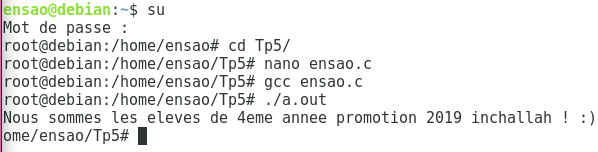 ensao@debian:~$ su
Mot de passe :
root@debian:/home/ensao# cd Tp5/
root@debian:/home/ensao/Tp5# nano ensao.c
root@debian:/home/ensao/Tp5# gcc ensao.c
root@debian:/home/ensao/Tp5# ./a.out
Nous sommes les eleves de 4eme annee promotion 2019 inchallah ! :)
ome/ensao/Tp5#